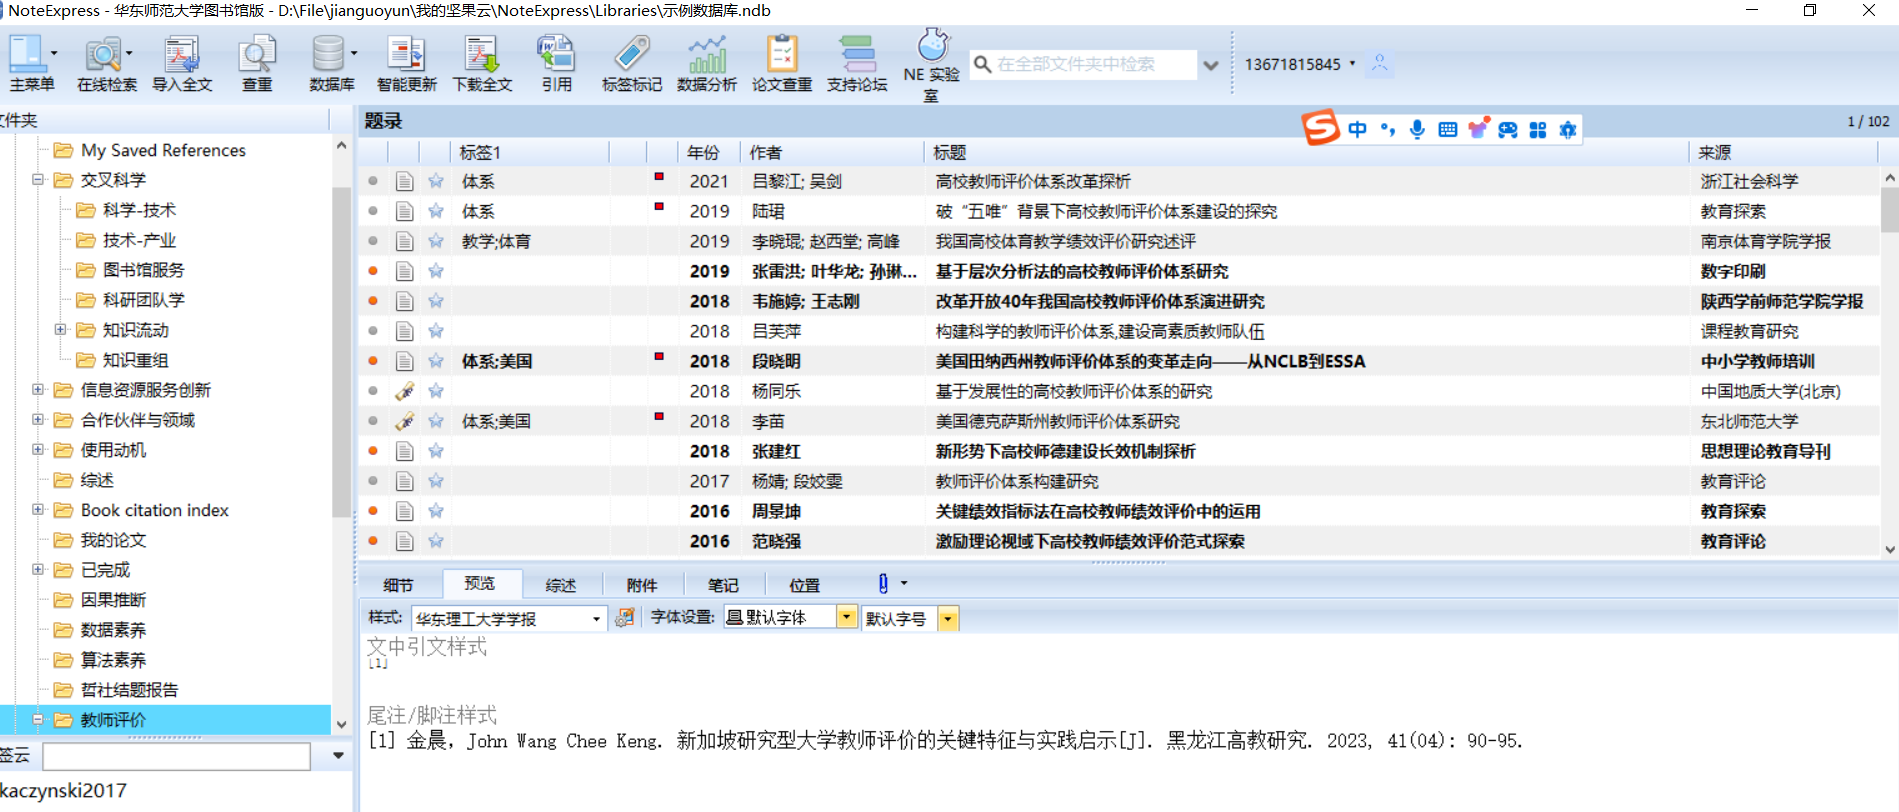 NoteExpress - 华东师范大学图书馆版 - D:\File\jianguoyun\我的坚果云\NoteExpress\Libraries\示例数据库.ndb
主菜单 在线检索 导入全文 查重 数据库 智能更新 下载全文 引用 标签标记 数据分析 论文查重 支持论坛 NE 实验室 在全部文件夹中检索 13671815845
文件夹
题录 中 1 / 102
标签1 年份 作者 标题 来源
体系 2021 吕黎江; 吴剑 高校教师评价体系改革探析 浙江社会科学
体系 2019 陆珺 破“五唯”背景下高校教师评价体系建设的探究 教育探索
教学;体育 2019 李晓琨; 赵西堂; 高峰 我国高校体育教学绩效评价研究述评 南京体育学院学报
2019 张雷洪; 叶华龙; 孙琳... 基于层次分析法的高校教师评价体系研究 数字印刷
2018 韦施婷; 王志刚 改革开放40年我国高校教师评价体系演进研究 陕西学前师范学院学报
2018 吕芙萍 构建科学的教师评价体系,建设高素质教师队伍 课程教育研究
体系;美国 2018 段晓明 美国田纳西州教师评价体系的变革走向——从NCLB到ESSA 中小学教师培训
2018 杨同乐 基于发展性的高校教师评价体系的研究 中国地质大学(北京)
体系;美国 2018 李苗 美国德克萨斯州教师评价体系研究 东北师范大学
2018 张建红 新形势下高校师德建设长效机制探析 思想理论教育导刊
2017 杨婧; 段姣雯 教师评价体系构建研究 教育评论
2016 周景坤 关键绩效指标法在高校教师绩效评价中的运用 教育探索
2016 范晓强 激励理论视域下高校教师绩效评价范式探索 教育评论
My Saved References
交叉科学
科学-技术
技术-产业
图书馆服务
科研团队学
知识流动
知识重组
信息资源服务创新
合作伙伴与领域
使用动机
综述
Book citation index
我的论文
已完成
因果推断
数据素养
算法素养
哲社结题报告
教师评价
签云
kaczynski2017
细节 预览 综述 附件 笔记 位置
样式: 华东理工大学学报 字体设置: 默认字体 默认字号
文中引文样式
[1]
尾注/脚注样式
[1] 金晨, John Wang Chee Keng. 新加坡研究型大学教师评价的关键特征与实践启示[J]. 黑龙江高教研究. 2023, 41(04): 90-95.